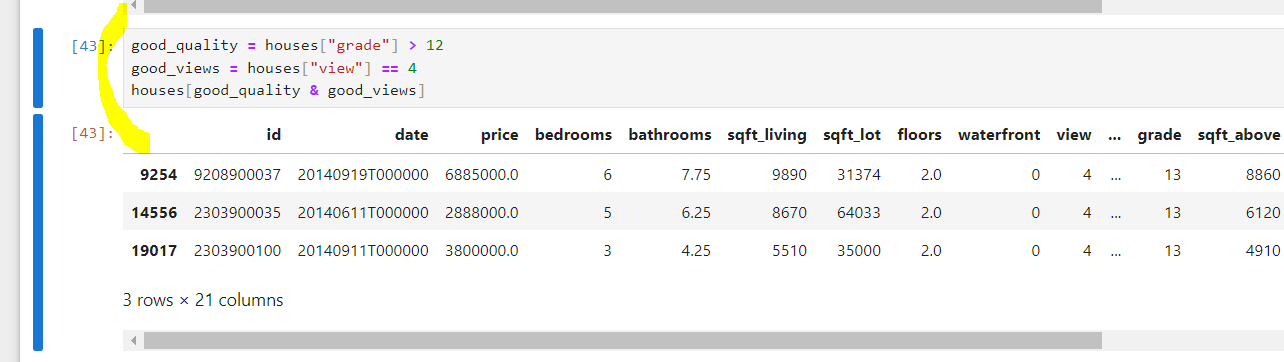 [43]: good_quality = houses["grade"] > 12
good_views = houses["view"] == 4
houses[good_quality & good_views]
[43]: id date price bedrooms bathrooms sqft_living sqft_lot floors waterfront view ... grade sqft_above
9254 9208900037 20140919T000000 6885000.0 6 7.75 9890 31374 2.0 0 4 ... 13 8860
14556 2303900035 20140611T000000 2888000.0 5 6.25 8670 64033 2.0 0 4 ... 13 6120
19017 2303900100 20140911T000000 3800000.0 3 4.25 5510 35000 2.0 0 4 ... 13 4910
3 rows × 21 columns